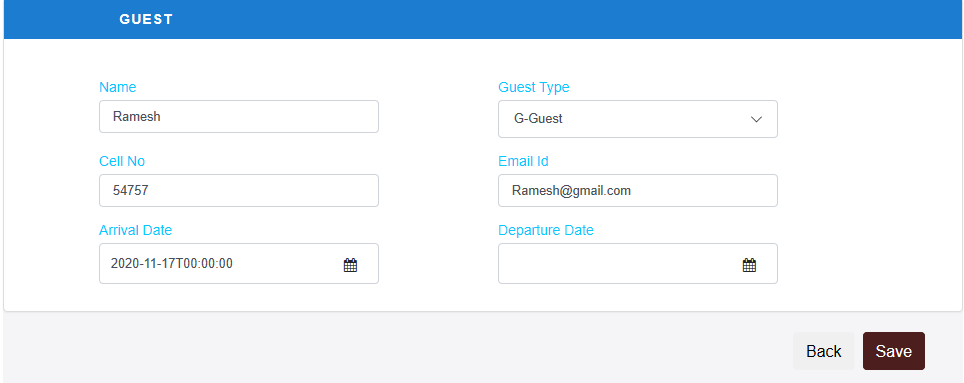 GUEST
Name
Guest Type
Ramesh
G-Guest
Cell No
Email Id
54757
Ramesh@gmail.com
Arrival Date
Departure Date
2020-11-17T00:00:00
Back
Save